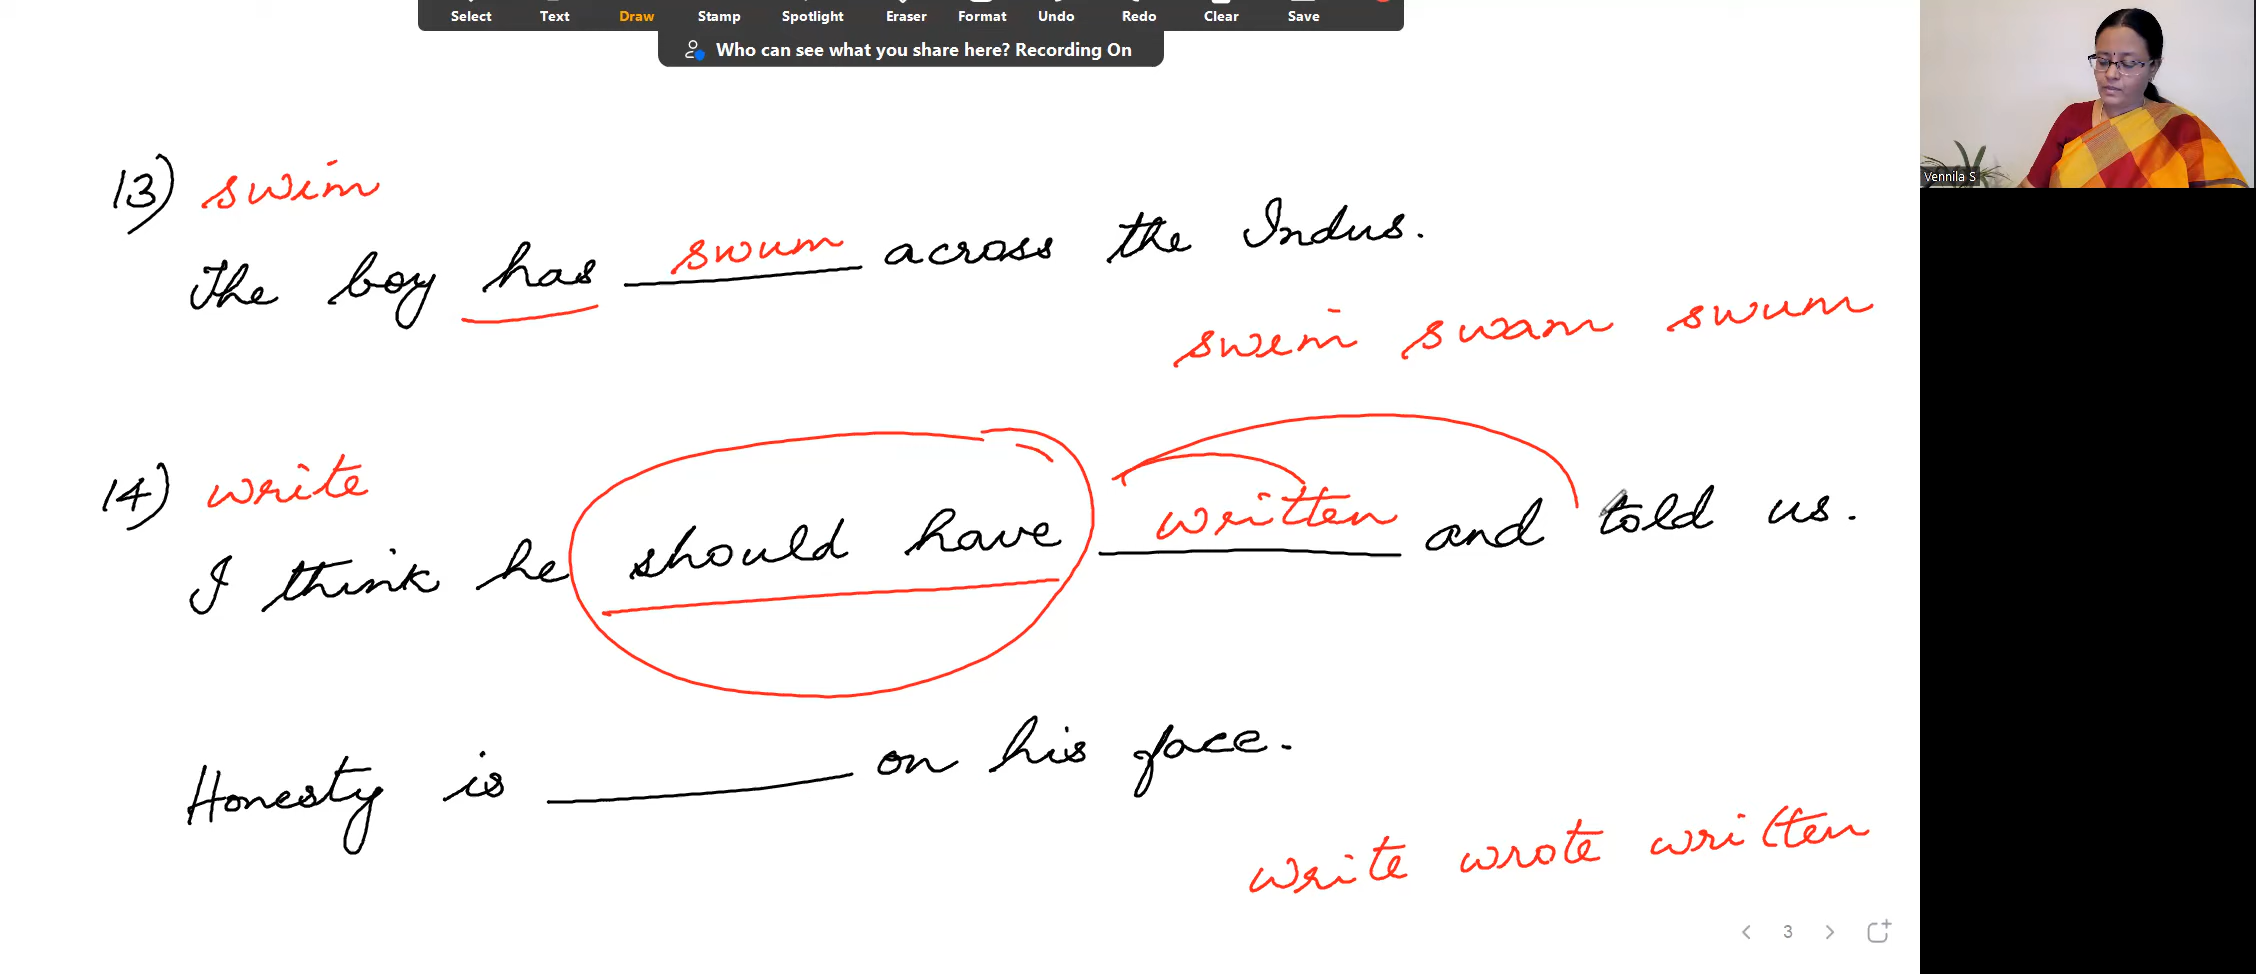 Select Text Draw Stamp Spotlight Eraser Format Undo Redo Clear Save
Who can see what you share here? Recording On
Vennila S
13) swim
The boy has swum across the Indus.
swim swam swum
14) write
I think he should have written and told us.
Honesty is ______ on his face.
write wrote written
3